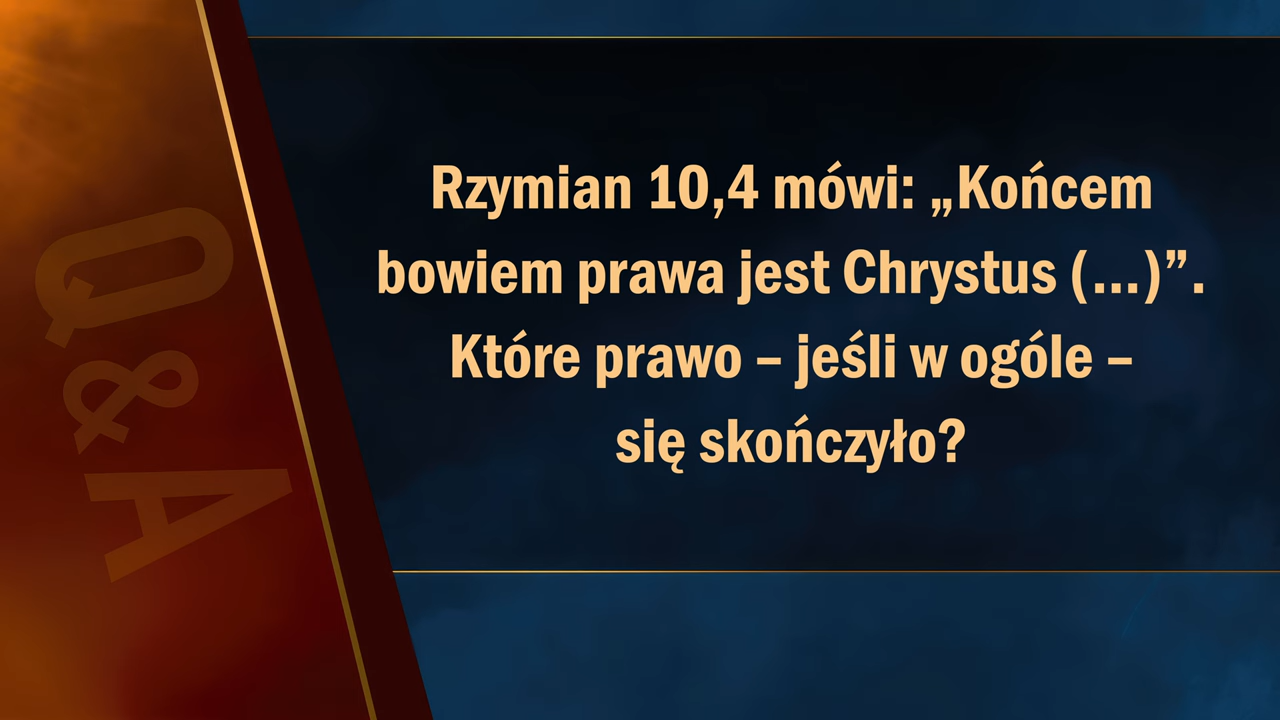 Q & A
Rzymian 10,4 mówi: „Końcem
bowiem prawa jest Chrystus (...)”.
Które prawo – jeśli w ogóle –
się skończyło?